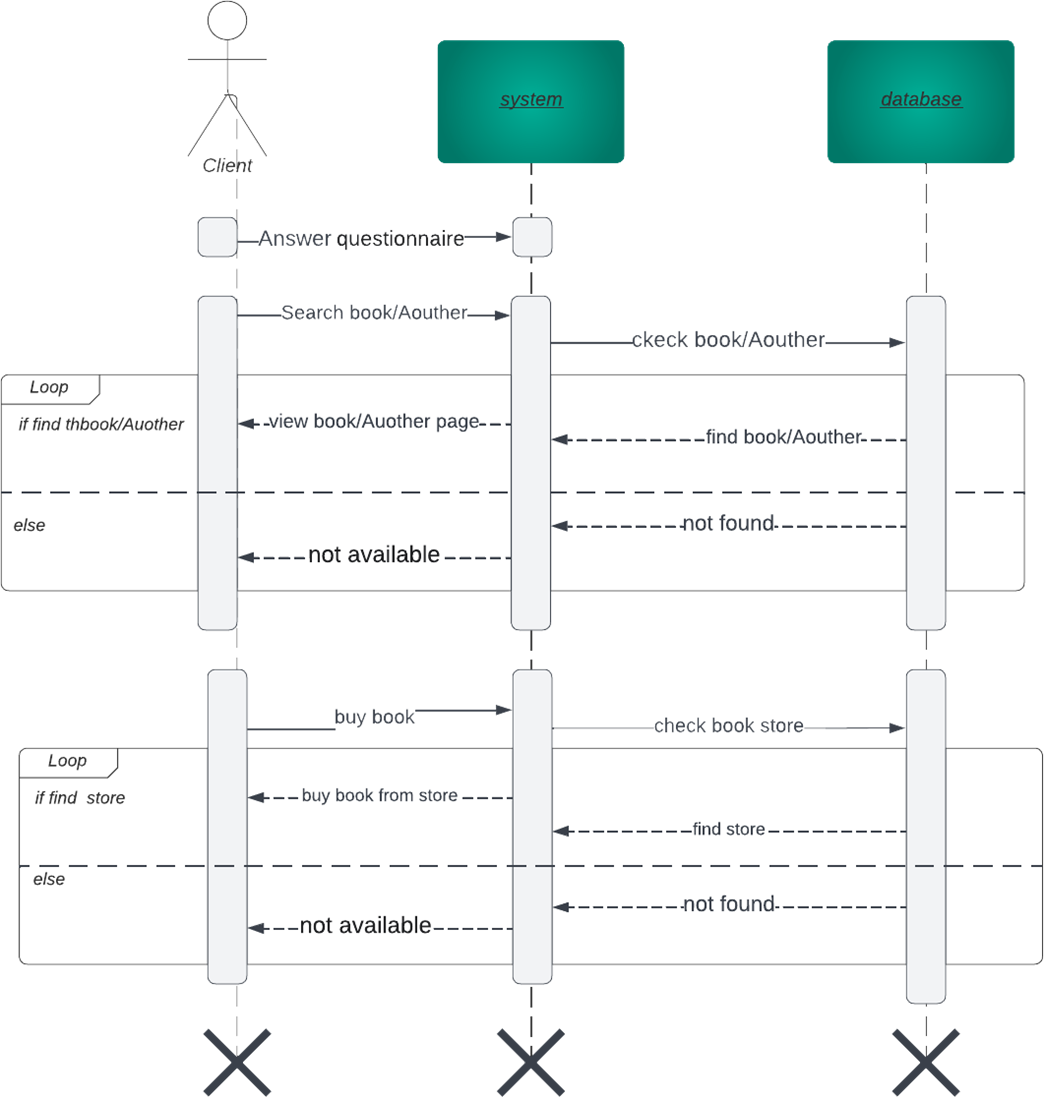 Client
system
database
Answer questionnaire
Search book/Aouther
ckeck book/Aouther
Loop
if find thbook/Auother
view book/Auother page
find book/Aouther
else
not found
not available
buy book
check book store
Loop
if find store
buy book from store
find store
else
not found
not available